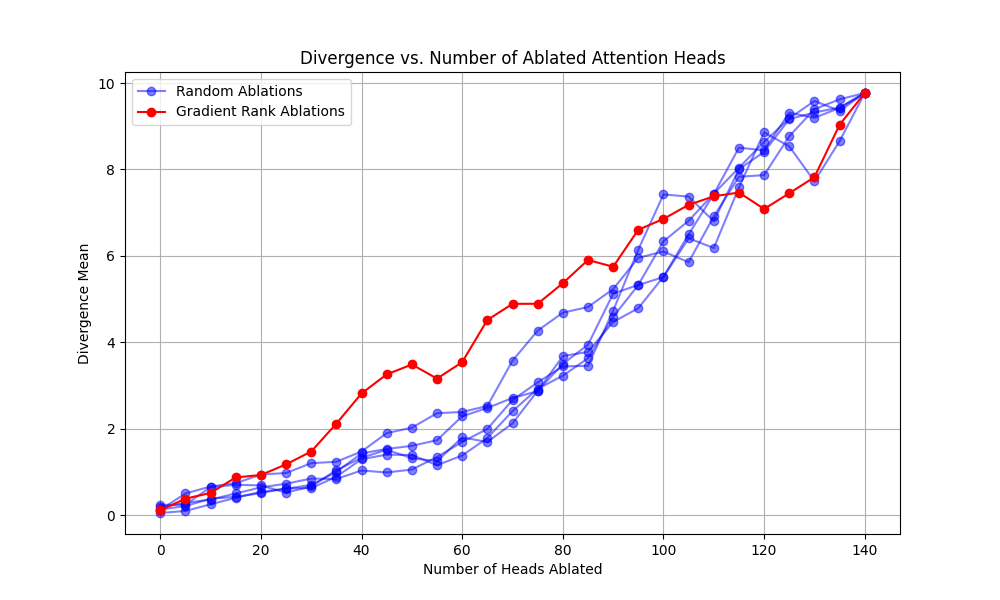 Divergence vs. Number of Ablated Attention Heads
Random Ablations
Gradient Rank Ablations
Divergence Mean
10
8
6
4
2
0
0 20 40 60 80 100 120 140
Number of Heads Ablated